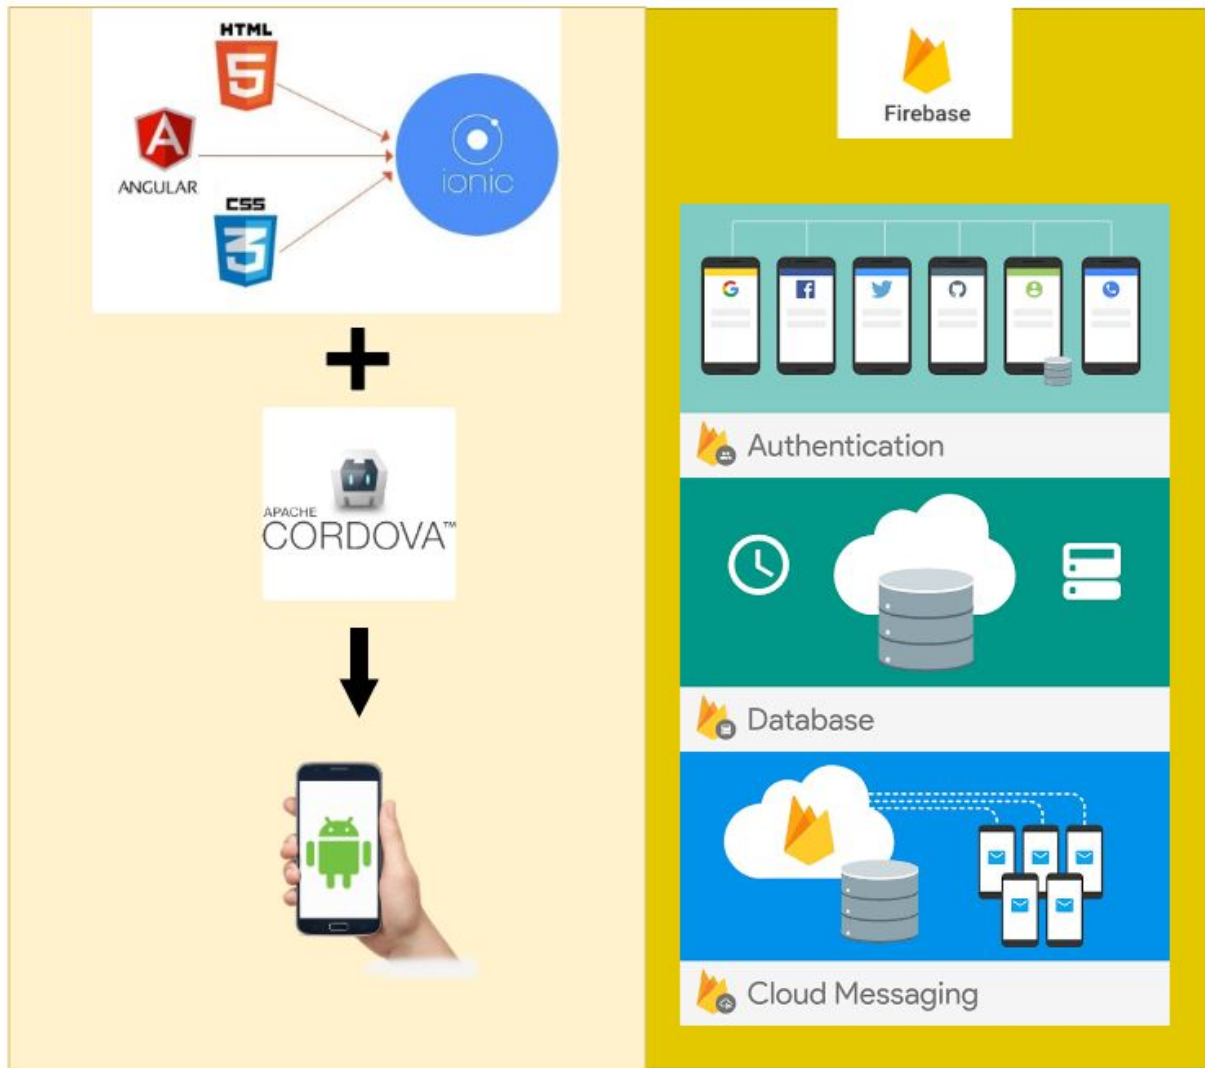 HTML
5
ANGULAR
CSS
3
ionic
APACHE
CORDOVA™
Firebase
Authentication
Database
Cloud Messaging